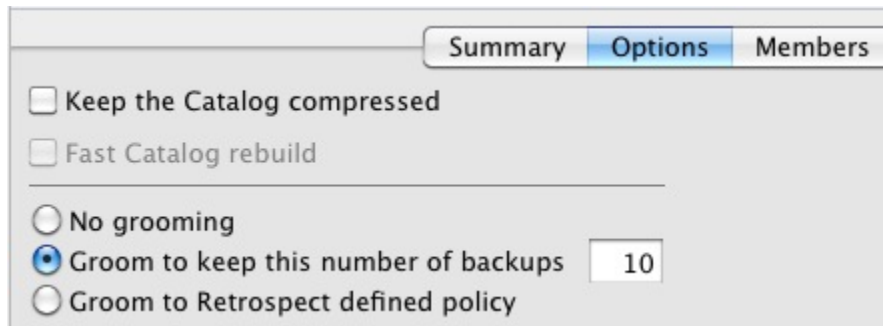 Summary Options Members
Keep the Catalog compressed
Fast Catalog rebuild
No grooming
Groom to keep this number of backups 10
Groom to Retrospect defined policy